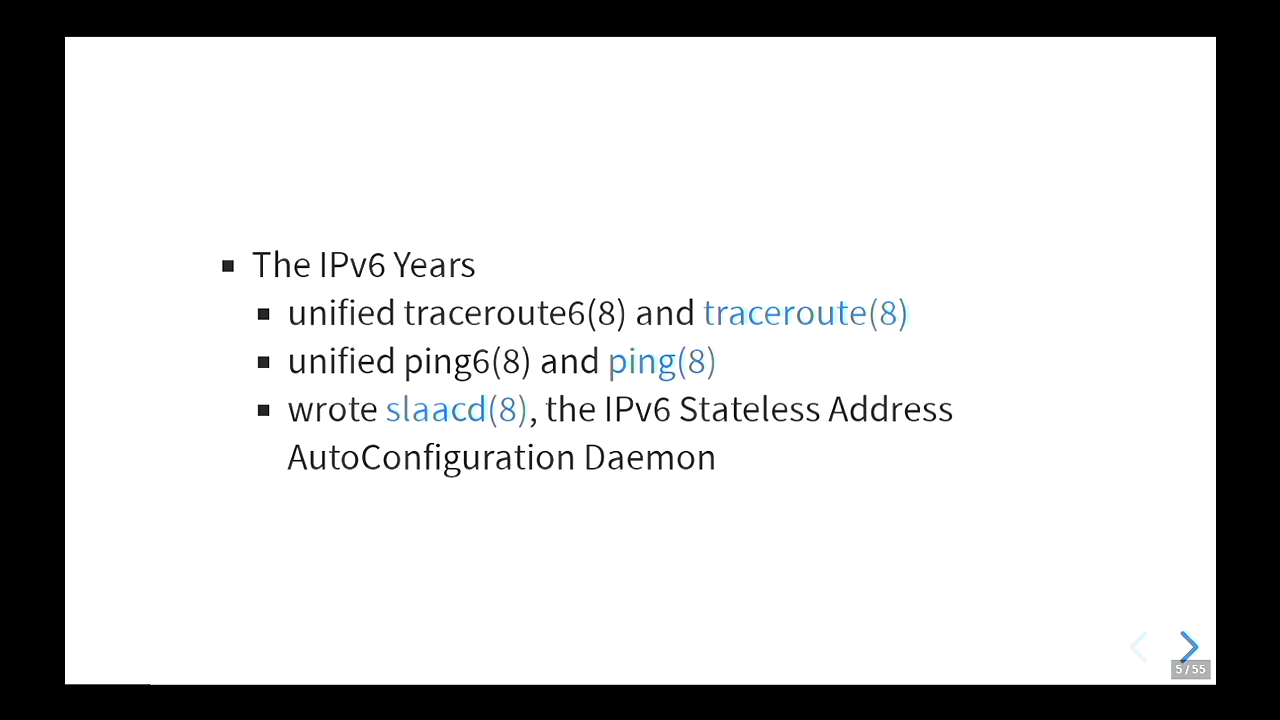 The IPv6 Years
unified traceroute6(8) and traceroute(8)
unified ping6(8) and ping(8)
wrote slaacd(8), the IPv6 Stateless Address
AutoConfiguration Daemon
5 / 55